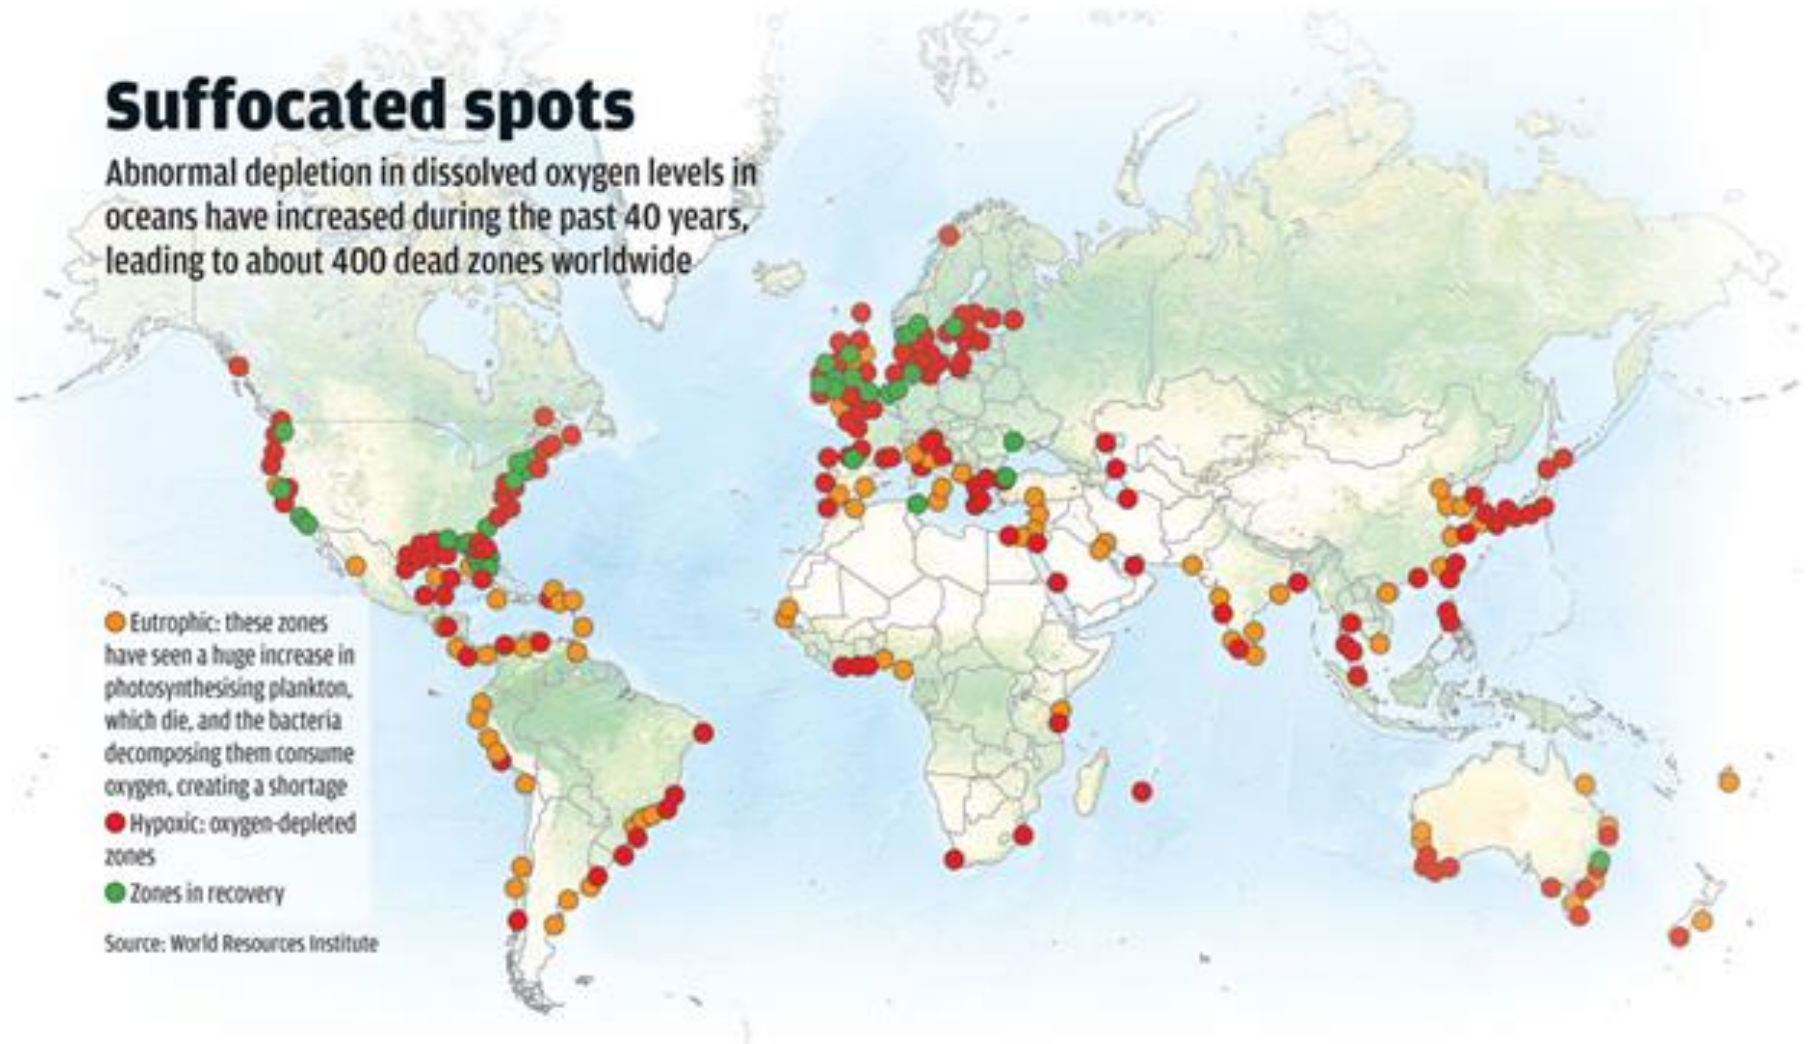 Suffocated spots
Abnormal depletion in dissolved oxygen levels in
oceans have increased during the past 40 years,
leading to about 400 dead zones worldwide
Eutrophic: these zones
have seen a huge increase in
photosynthesising plankton,
which die, and the bacteria
decomposing them consume
oxygen, creating a shortage
Hypoxic: oxygen-depleted
zones
Zones in recovery
Source: World Resources Institute